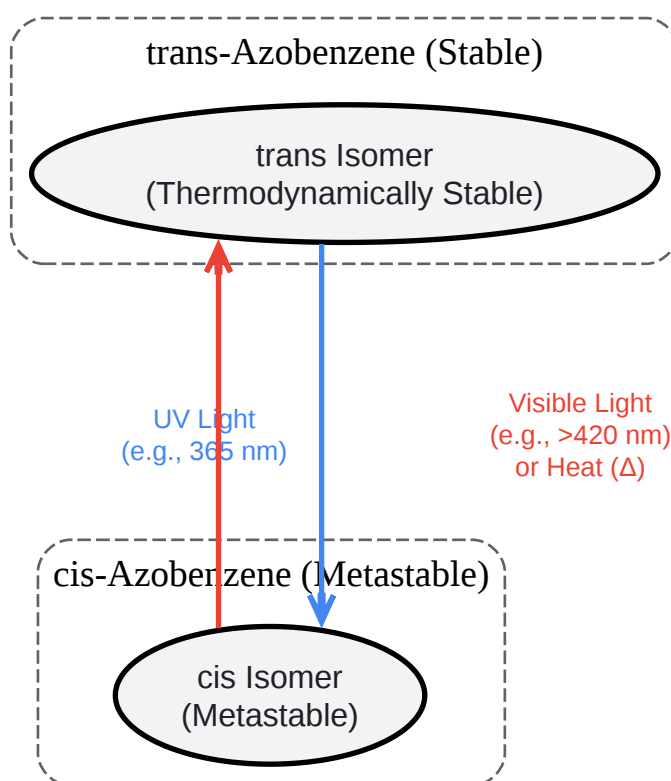 trans-Azobenzene (Stable)
trans Isomer
(Thermodynamically Stable)
UV Light
(e.g., 365 nm)
Visible Light
(e.g., >420 nm)
or Heat (Δ)
cis-Azobenzene (Metastable)
cis Isomer
(Metastable)